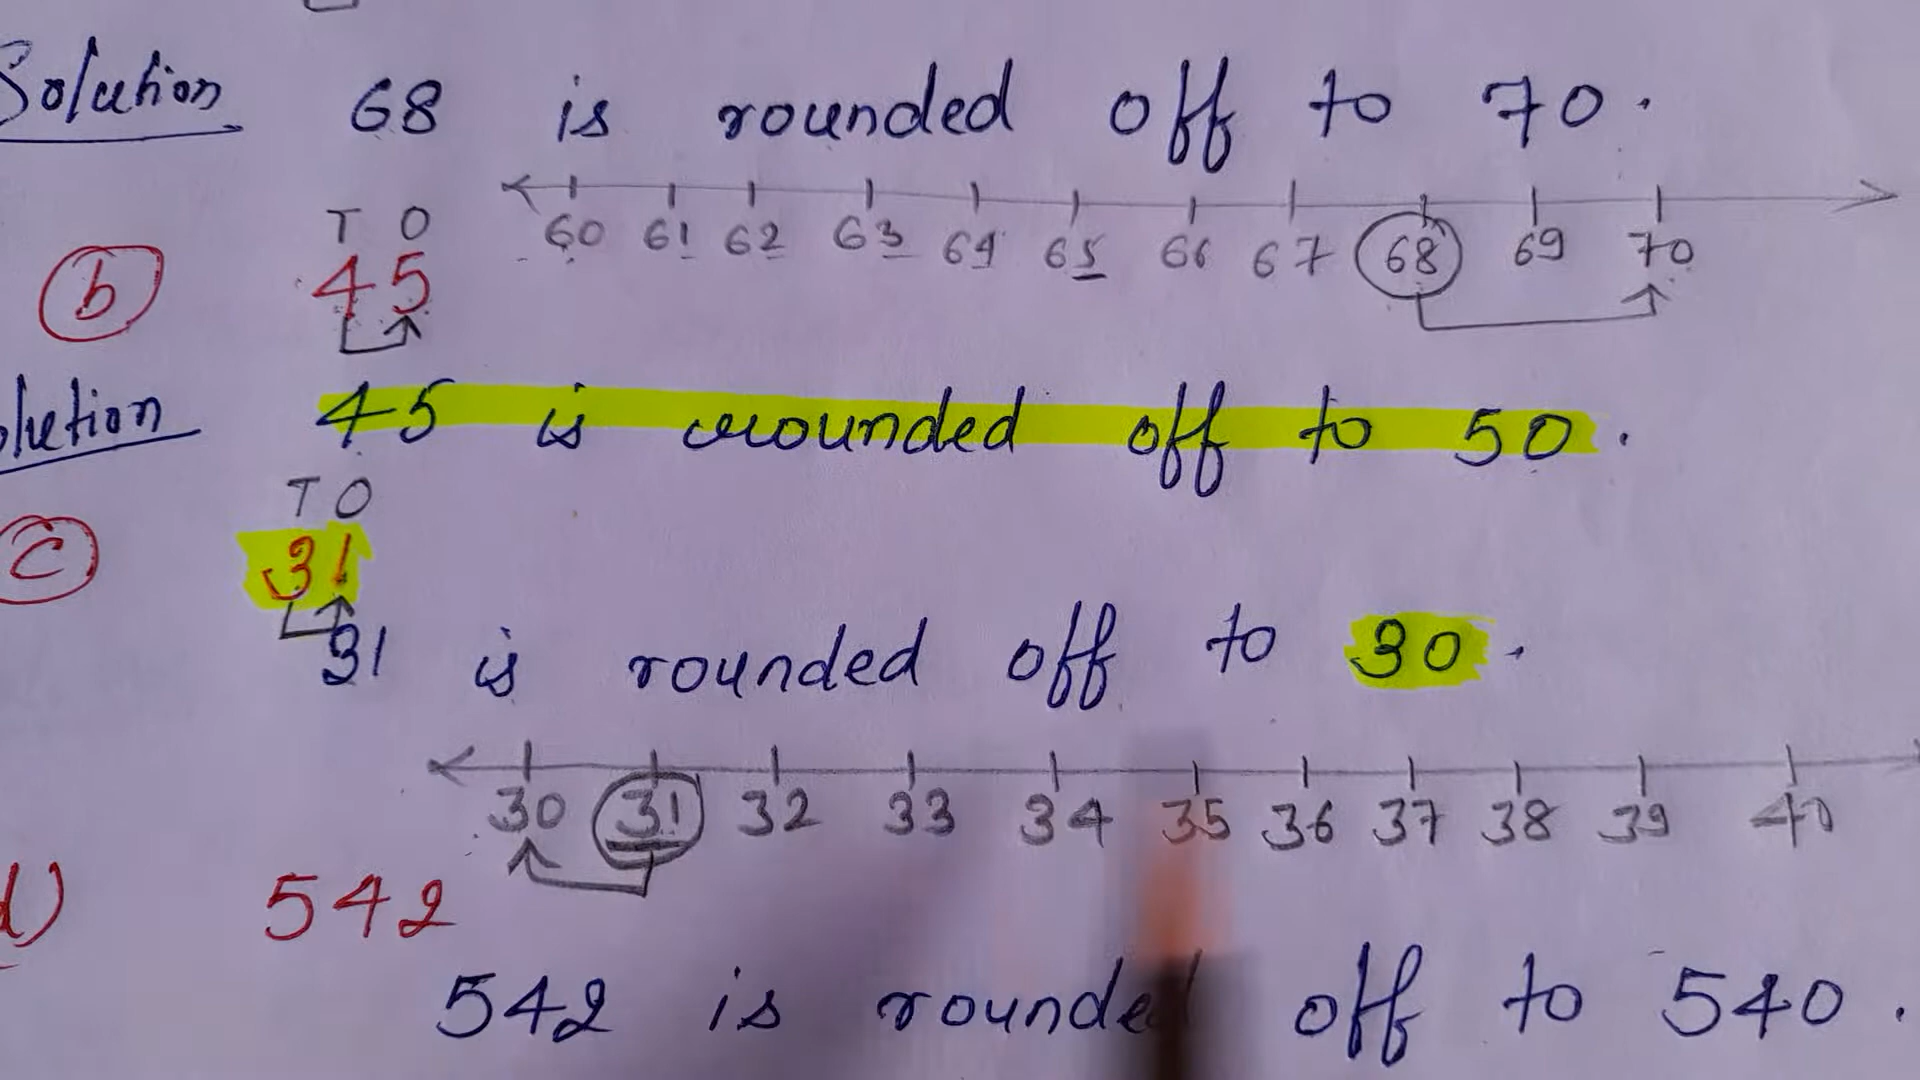 Solution 68 is rounded off to 70.
60 61 62 63 64 65 66 67 68 69 70
T O
b 45
45 is rounded off to 50.
T O
c 31
31 is rounded off to 30.
30 31 32 33 34 35 36 37 38 39 40
d) 542
542 is rounded off to 540.